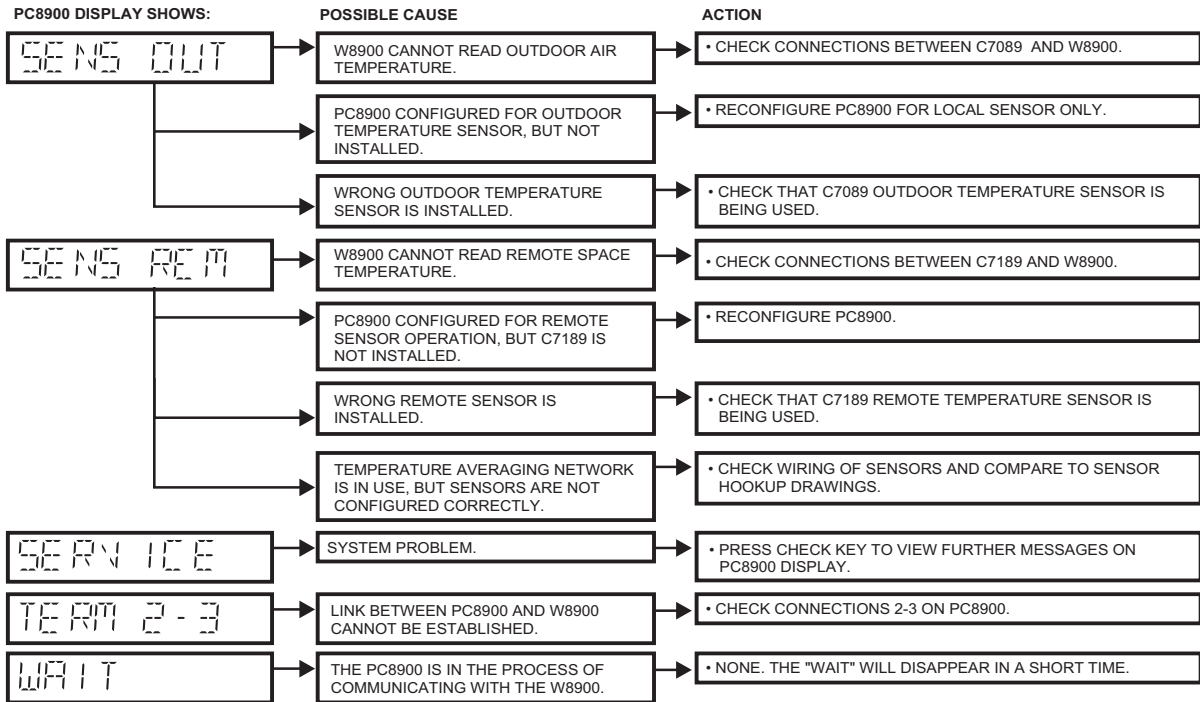 PC8900 DISPLAY SHOWS:
POSSIBLE CAUSE
ACTION
SENS OUT
W8900 CANNOT READ OUTDOOR AIR
TEMPERATURE.
• CHECK CONNECTIONS BETWEEN C7089 AND W8900.
PC8900 CONFIGURED FOR OUTDOOR
TEMPERATURE SENSOR, BUT NOT
INSTALLED.
• RECONFIGURE PC8900 FOR LOCAL SENSOR ONLY.
WRONG OUTDOOR TEMPERATURE
SENSOR IS INSTALLED.
• CHECK THAT C7089 OUTDOOR TEMPERATURE SENSOR IS
BEING USED.
SENS REM
W8900 CANNOT READ REMOTE SPACE
TEMPERATURE.
• CHECK CONNECTIONS BETWEEN C7189 AND W8900.
PC8900 CONFIGURED FOR REMOTE
SENSOR OPERATION, BUT C7189 IS
NOT INSTALLED.
• RECONFIGURE PC8900.
WRONG REMOTE SENSOR IS
INSTALLED.
• CHECK THAT C7189 REMOTE TEMPERATURE SENSOR IS
BEING USED.
TEMPERATURE AVERAGING NETWORK
IS IN USE, BUT SENSORS ARE NOT
CONFIGURED CORRECTLY.
• CHECK WIRING OF SENSORS AND COMPARE TO SENSOR
HOOKUP DRAWINGS.
SERVICE
SYSTEM PROBLEM.
• PRESS CHECK KEY TO VIEW FURTHER MESSAGES ON
PC8900 DISPLAY.
TERM 2-3
LINK BETWEEN PC8900 AND W8900
CANNOT BE ESTABLISHED.
• CHECK CONNECTIONS 2-3 ON PC8900.
WAIT
THE PC8900 IS IN THE PROCESS OF
COMMUNICATING WITH THE W8900.
• NONE. THE "WAIT" WILL DISAPPEAR IN A SHORT TIME.